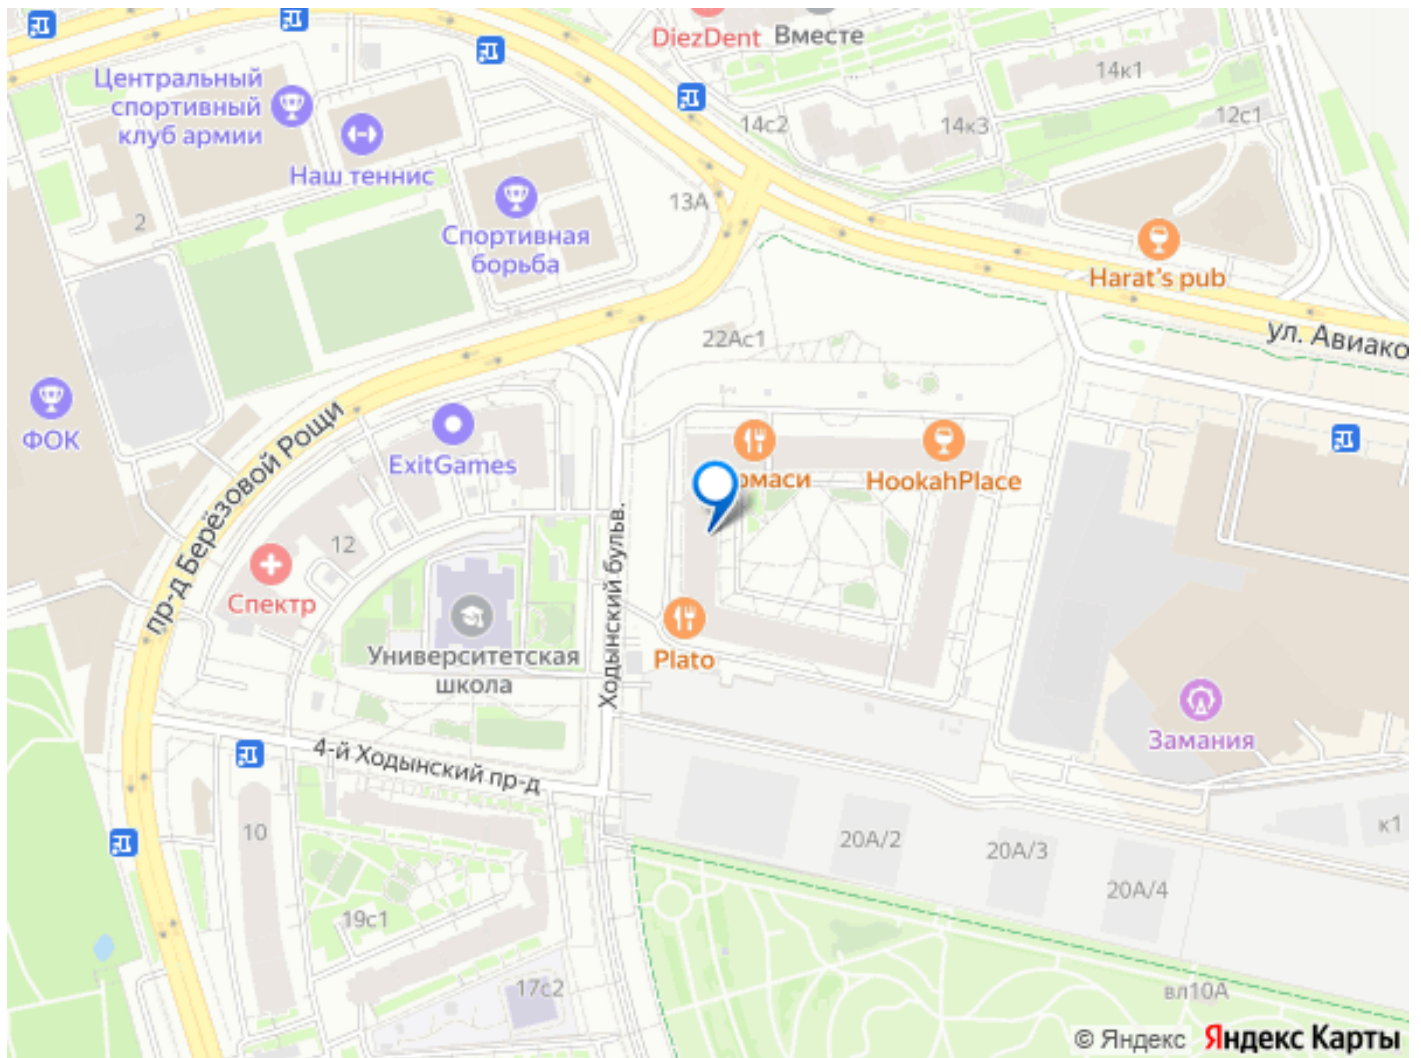 DiezDent
Вместе
Центральный
спортивный
клуб армии
14к1
14с2
14к3
12с1
Наш теннис
13А
2
Спортивная
борьба
Harat's pub
22Ас1
ул. Авиако
ФОК
ExitGames
HookahPlace
пр-д Берёзовой Рощи
Ходынский бульв.
12
Спектр
Plato
Университетская
школа
Замания
4-й Ходынский пр-д
10
20А/2
20А/3
20А/4
к1
19с1
17с2
вл10А
© Яндекс Яндекс Карты